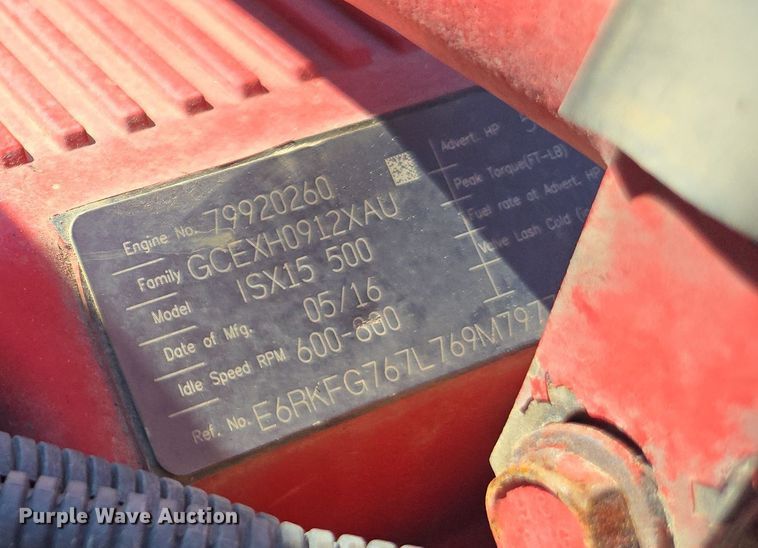 Engine No. 79920260
Family GCEXH0912XAU
Model ISX15 500
Date of Mfg. 05/16
Idle Speed RPM 600-800
Ref. No. E6RKFG767L769M797
Advert. HP
Peak Torque(FT-LB)
Fuel rate at Advert. HP
Valve Lash Cold
Purple Wave Auction